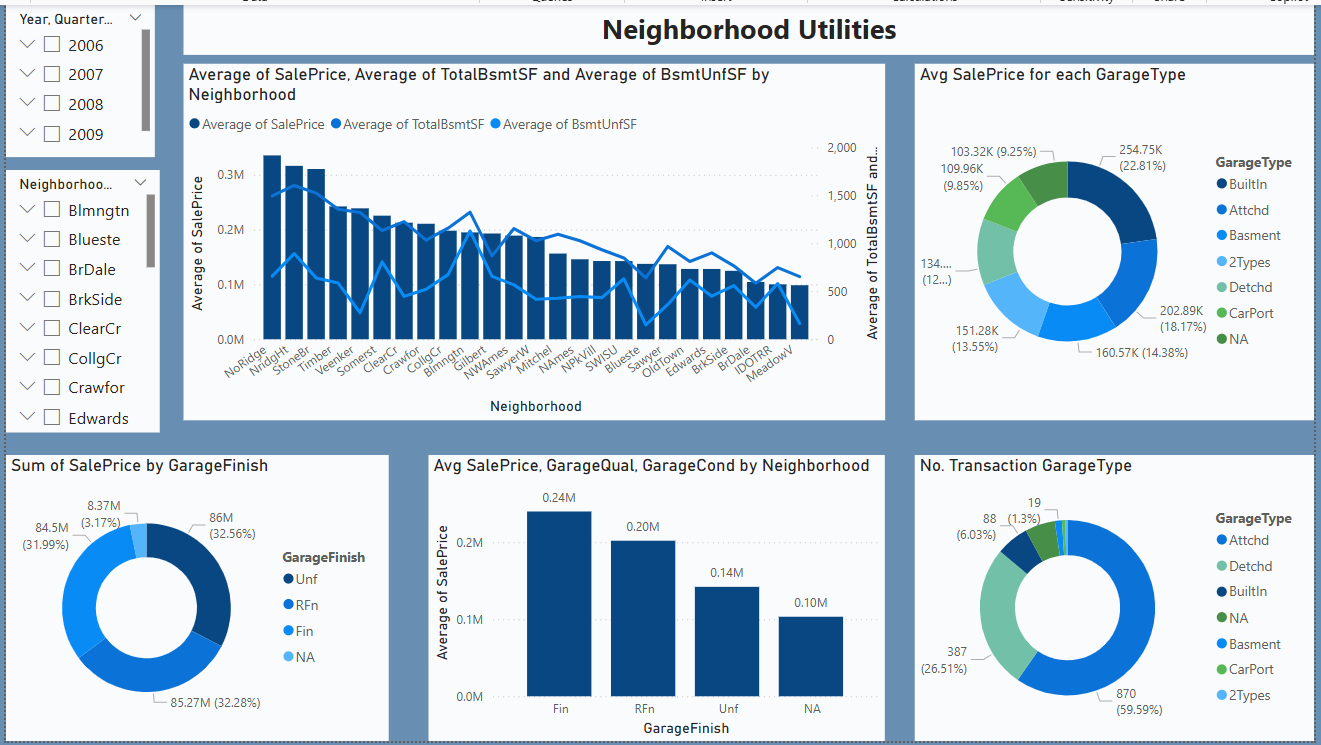 Year, Quarter...
2006
2007
2008
2009
Neighborhoo...
Blmngtn
Blueste
BrDale
BrkSide
ClearCr
CollgCr
Crawfor
Edwards
Neighborhood Utilities
Average of SalePrice, Average of TotalBsmtSF and Average of BsmtUnfSF by
Neighborhood
Average of SalePrice Average of TotalBsmtSF Average of BsmtUnfSF
Average of SalePrice
0.3M
0.2M
0.1M
0.0M
2,000
1,500
1,000
500
0
Average of TotalBsmtSF and...
NoRidge
NridgHt
StoneBr
Timber
Veenker
Somerst
ClearCr
Crawfor
CollgCr
Blmngtn
Gilbert
NWAmes
SawyerW
Mitchel
NAmes
NPkVill
SWISU
Blueste
Sawyer
OldTown
Edwards
BrkSide
BrDale
IDOTRR
MeadowV
Neighborhood
Avg SalePrice for each GarageType
254.75K
(22.81%)
202.89K
(18.17%)
160.57K (14.38%)
151.28K
(13.55%)
134....
(12...)
109.96K
(9.85%)
103.32K (9.25%)
GarageType
BuiltIn
Attchd
Basment
2Types
Detchd
CarPort
NA
Sum of SalePrice by GarageFinish
86M
(32.56%)
85.27M (32.28%)
84.5M
(31.99%)
8.37M
(3.17%)
GarageFinish
Unf
RFn
Fin
NA
Avg SalePrice, GarageQual, GarageCond by Neighborhood
Average of SalePrice
0.2M
0.1M
0.0M
0.24M
0.20M
0.14M
0.10M
Fin
RFn
Unf
NA
GarageFinish
No. Transaction GarageType
870
(59.59%)
387
(26.51%)
88
(6.03%)
19
(1.3%)
GarageType
Attchd
Detchd
BuiltIn
NA
Basment
CarPort
2Types